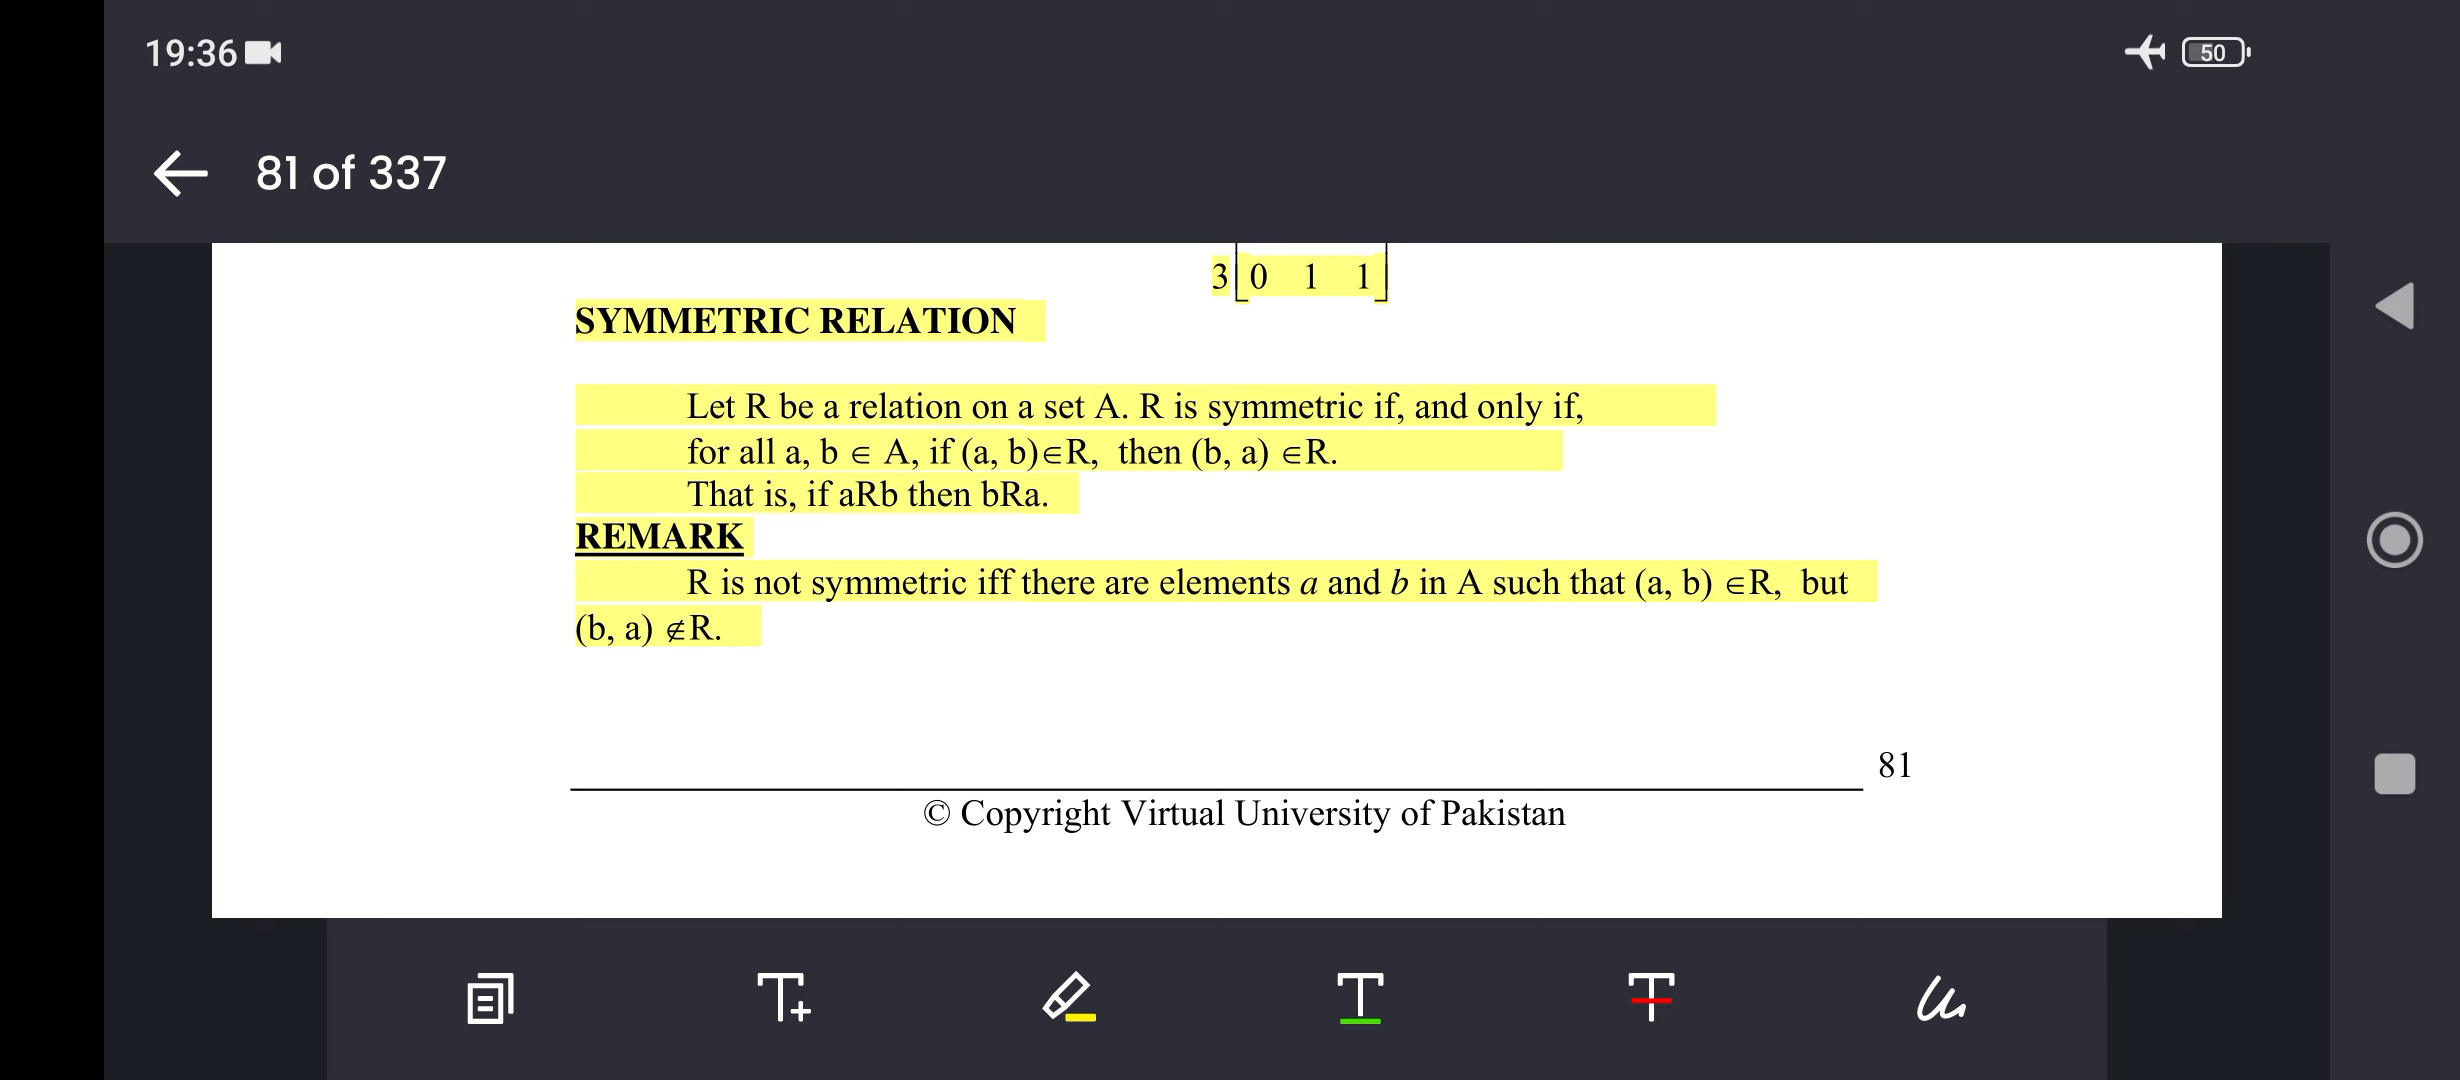 19:36
50
81 of 337
3 [0 1 1]
SYMMETRIC RELATION
Let R be a relation on a set A. R is symmetric if, and only if,
for all a, b ∈ A, if (a, b)∈R, then (b, a) ∈R.
That is, if aRb then bRa.
REMARK
R is not symmetric iff there are elements a and b in A such that (a, b) ∈R, but
(b, a) ∉R.
81
© Copyright Virtual University of Pakistan